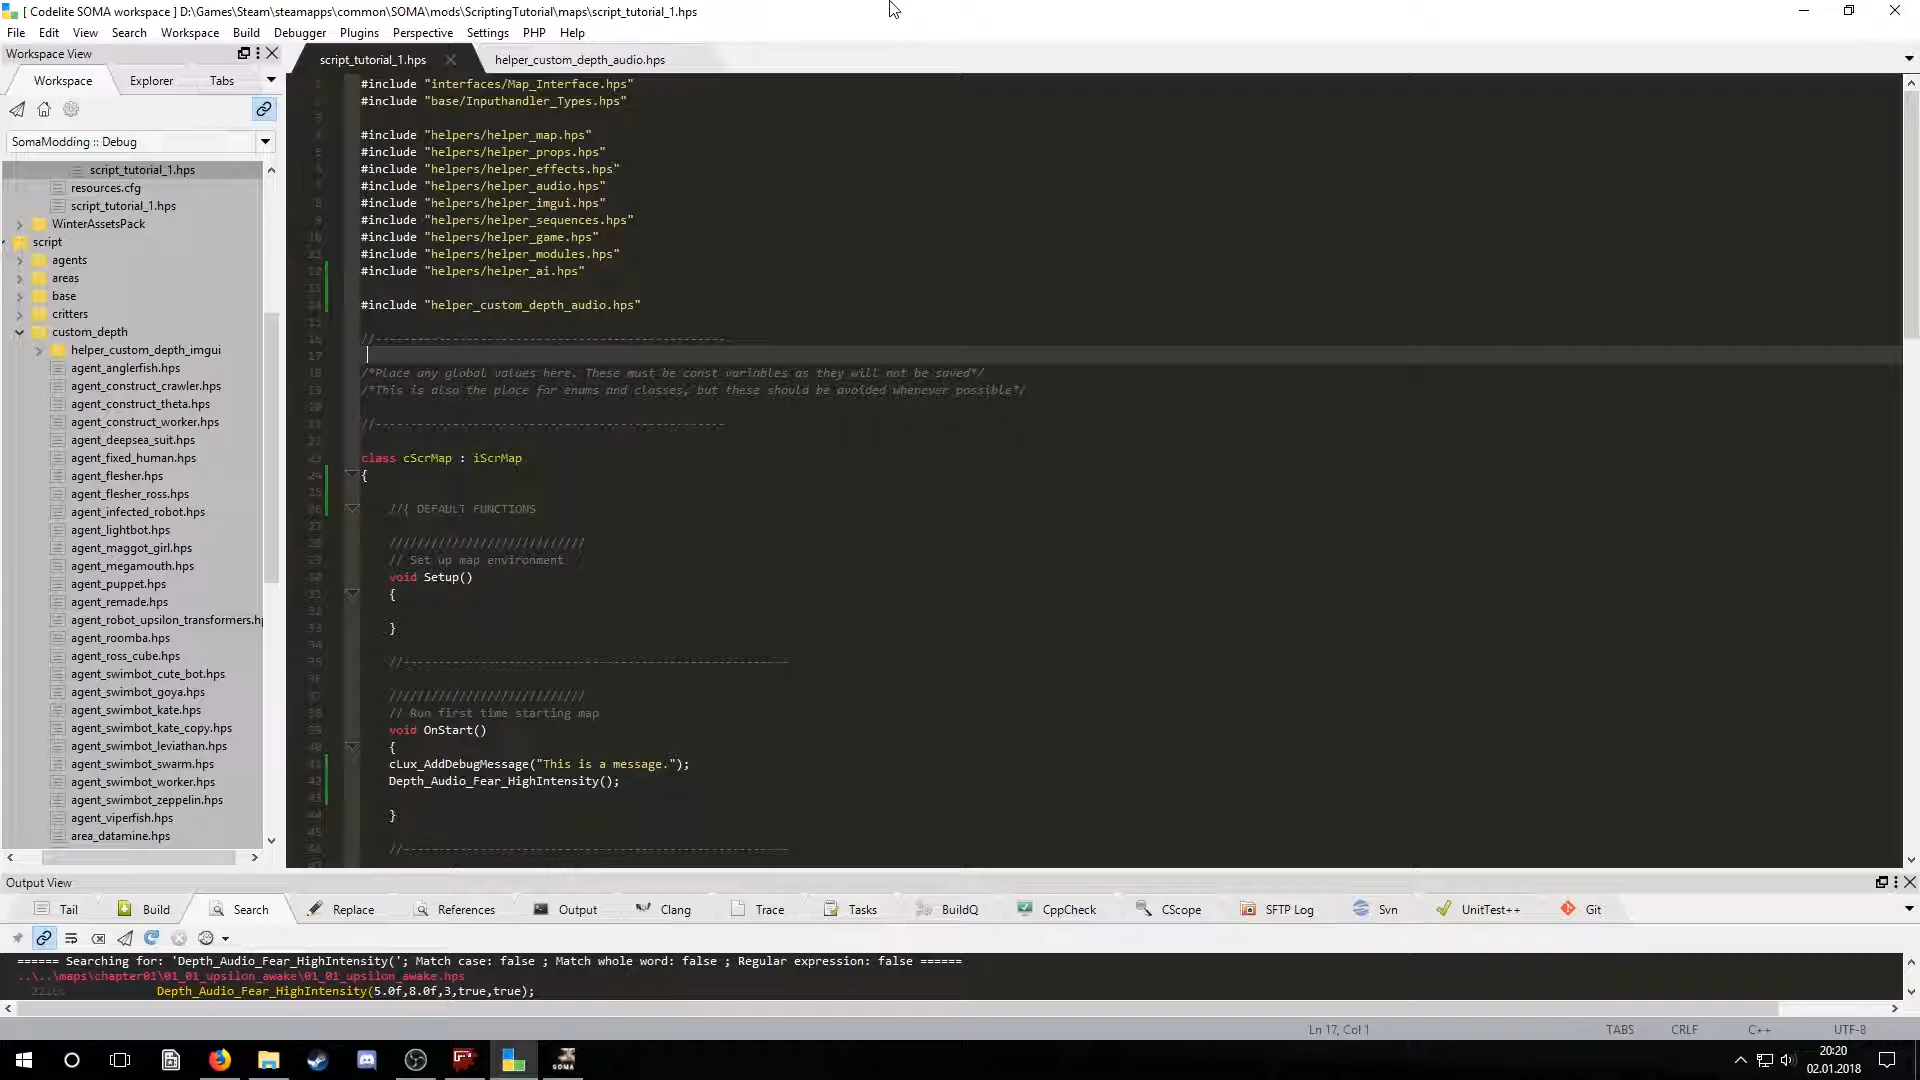 [ Codelite SOMA workspace ] D:\Games\Steam\steamapps\common\SOMA\mods\ScriptingTutorial\maps\script_tutorial_1.hps
File Edit View Search Workspace Build Debugger Plugins Perspective Settings PHP Help
Workspace View
script_tutorial_1.hps
helper_custom_depth_audio.hps
Workspace Explorer Tabs
SomaModding :: Debug
script_tutorial_1.hps
resources.cfg
script_tutorial_1.hps
WinterAssetsPack
script
agents
areas
base
critters
custom_depth
helper_custom_depth_imgui
agent_anglerfish.hps
agent_construct_crawler.hps
agent_construct_theta.hps
agent_construct_worker.hps
agent_deepsea_suit.hps
agent_fixed_human.hps
agent_flesher.hps
agent_flesher_ross.hps
agent_infected_robot.hps
agent_lightbot.hps
agent_maggot_girl.hps
agent_megamouth.hps
agent_puppet.hps
agent_remade.hps
agent_robot_upsilon_transformers.h
agent_roomba.hps
agent_ross_cube.hps
agent_swimbot_cute_bot.hps
agent_swimbot_goya.hps
agent_swimbot_kate.hps
agent_swimbot_kate_copy.hps
agent_swimbot_leviathan.hps
agent_swimbot_swarm.hps
agent_swimbot_worker.hps
agent_swimbot_zeppelin.hps
agent_viperfish.hps
area_datamine.hps
#include "interfaces/Map_Interface.hps"
#include "base/Inputhandler_Types.hps"
#include "helpers/helper_map.hps"
#include "helpers/helper_props.hps"
#include "helpers/helper_effects.hps"
#include "helpers/helper_audio.hps"
#include "helpers/helper_imgui.hps"
#include "helpers/helper_sequences.hps"
#include "helpers/helper_game.hps"
#include "helpers/helper_modules.hps"
#include "helpers/helper_ai.hps"
#include "helper_custom_depth_audio.hps"
//--------------------------------------------------
/*Place any global values here. These must be const variables as they will not be saved*/
/*This is also the place for enums and classes, but these should be avoided whenever possible*/
//--------------------------------------------------
class cScrMap : iScrMap
{
//{ DEFAULT FUNCTIONS
////////////////////////////
// Set up map environment
void Setup()
{
}
//-------------------------------------------------------
////////////////////////////
// Run first time starting map
void OnStart()
{
cLux_AddDebugMessage("This is a message.");
Depth_Audio_Fear_HighIntensity();
}
//-------------------------------------------------------
Output View
Tail Build Search Replace References Output Clang Trace Tasks BuildQ CppCheck CScope SFTP Log Svn UnitTest++ Git
====== Searching for: 'Depth_Audio_Fear_HighIntensity('; Match case: false ; Match whole word: false ; Regular expression: false ======
..\..\maps\chapter01\01_01_upsilon_awake\01_01_upsilon_awake.hps
Depth_Audio_Fear_HighIntensity(5.0f,8.0f,3,true,true);
Ln 17, Col 1 TABS CRLF C++ UTF-8
SOMA
20:20
02.01.2018